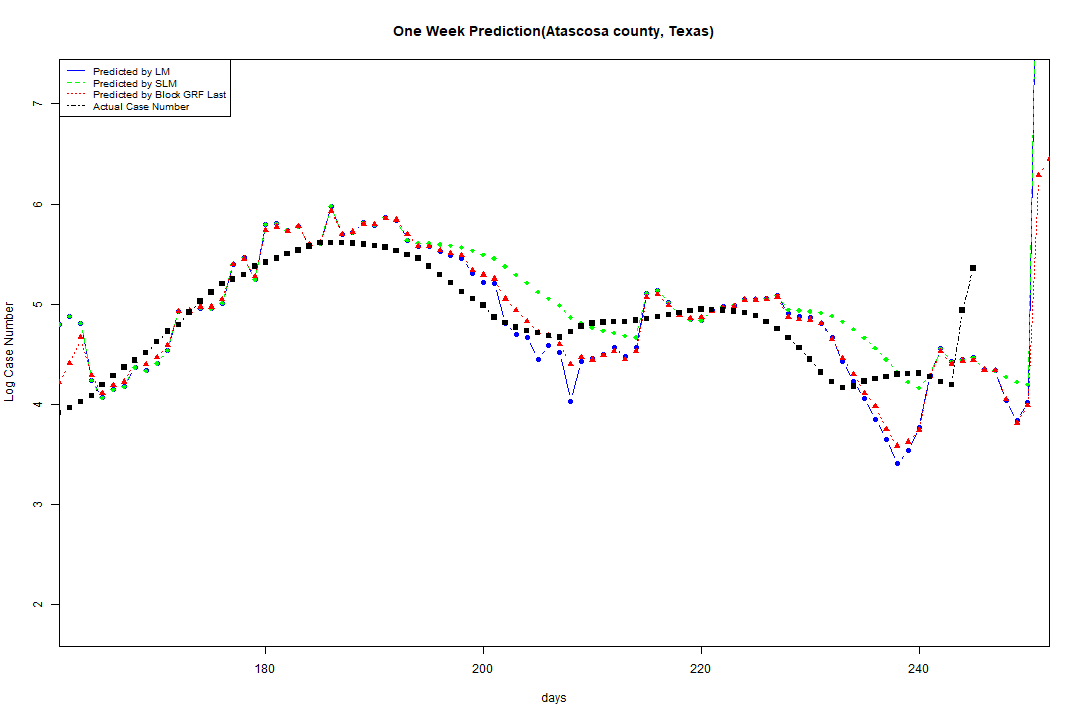 One Week Prediction(Atascosa county, Texas)
Predicted by LM
Predicted by SLM
Predicted by Block GRF Last
Actual Case Number
7
6
5
4
3
2
Log Case Number
180
200
220
240
days